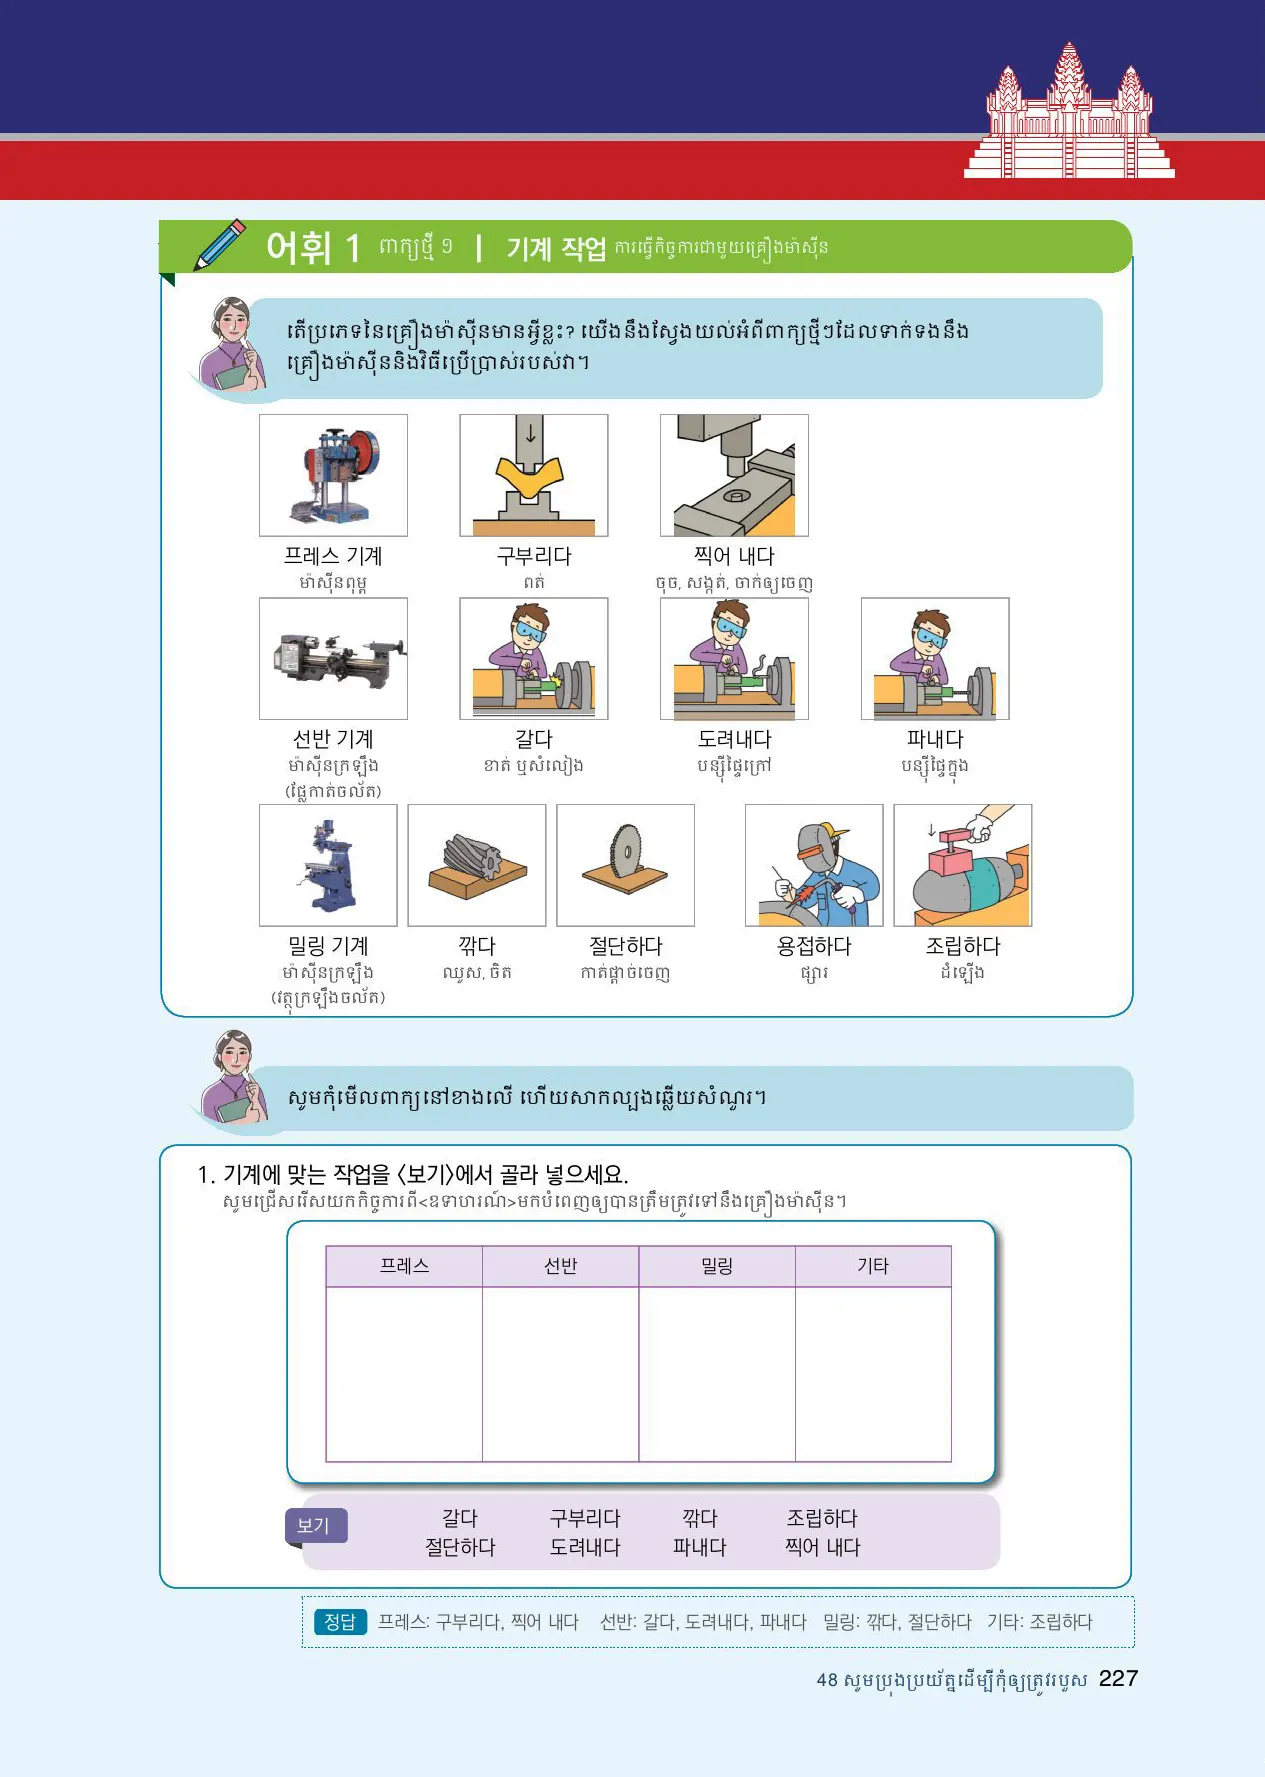 어휘 1 ពាក្យថ្មី ១ | 기계 작업 ការធ្វើកិច្ចការជាមួយគ្រឿងម៉ាស៊ីន
តើប្រភេទនៃគ្រឿងម៉ាស៊ីនមានអ្វីខ្លះ? យើងនឹងស្វែងយល់អំពីពាក្យថ្មីៗដែលទាក់ទងនឹង
គ្រឿងម៉ាស៊ីននិងវិធីប្រើប្រាស់របស់វា។
프레스 기계 구부리다 찍어 내다
ម៉ាស៊ីនពុម្ព ពត់ ចុច, សង្កត់, ចាក់ឲ្យចេញ
선반 기계 갈다 도려내다 파내다
ម៉ាស៊ីនក្រឡឹង ខាត់ ឬសំលៀង បន្ស៊ីផ្ទៃក្រៅ បន្ស៊ីផ្ទៃក្នុង
(ផ្លែកាត់ចល័ត)
밀링 기계 깎다 절단하다 용접하다 조립하다
ម៉ាស៊ីនក្រឡឹង ឈូស, ចិត កាត់ផ្តាច់ចេញ ផ្សារ ដំឡើង
(វត្ថុក្រឡឹងចល័ត)
សូមកុំមើលពាក្យនៅខាងលើ ហើយសាកល្បងឆ្លើយសំណួរ។
1. 기계에 맞는 작업을 〈보기〉에서 골라 넣으세요.
សូមជ្រើសរើសយកកិច្ចការពី<ឧទាហរណ៍>មកបំពេញឲ្យបានត្រឹមត្រូវទៅនឹងគ្រឿងម៉ាស៊ីន។
프레스 선반 밀링 기타
보기
갈다 구부리다 깎다 조립하다
절단하다 도려내다 파내다 찍어 내다
정답 프레스: 구부리다, 찍어 내다 선반: 갈다, 도려내다, 파내다 밀링: 깎다, 절단하다 기타: 조립하다
48 សូមប្រុងប្រយ័ត្នដើម្បីកុំឲ្យត្រូវរបួស 227